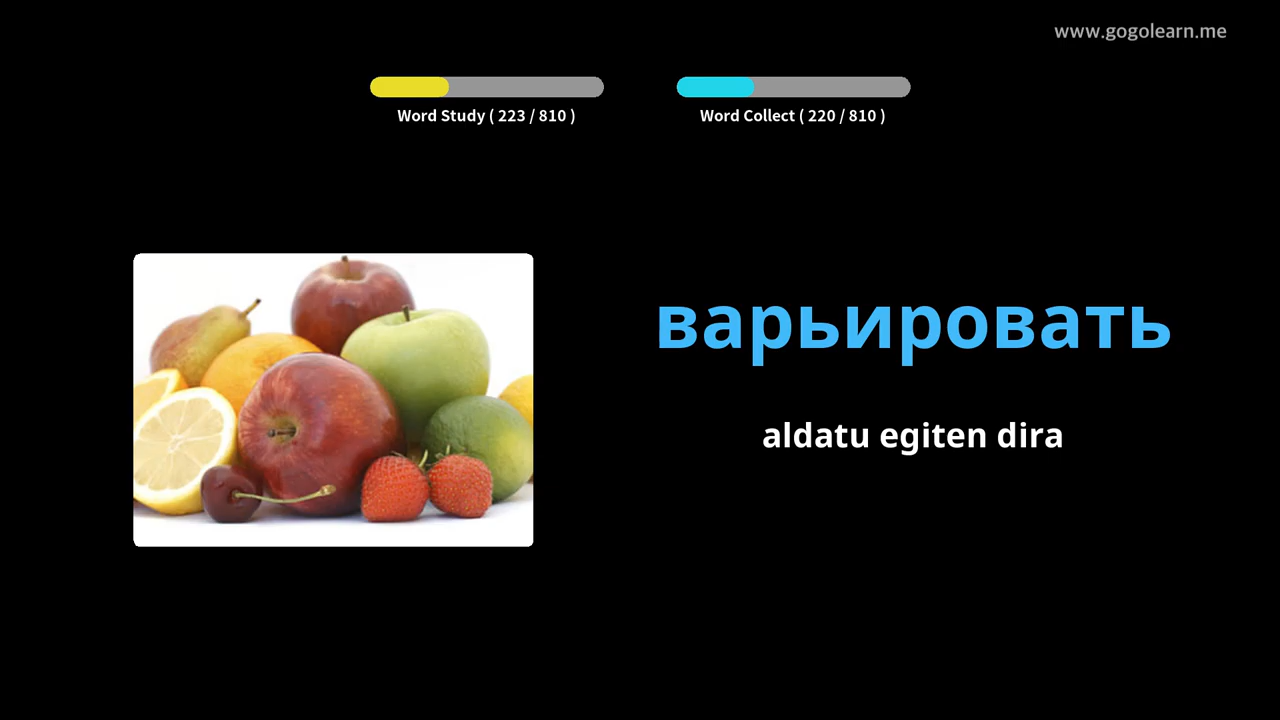 www.gogolearn.me
Word Study ( 223 / 810 )
Word Collect ( 220 / 810 )
варьировать
aldatu egiten dira